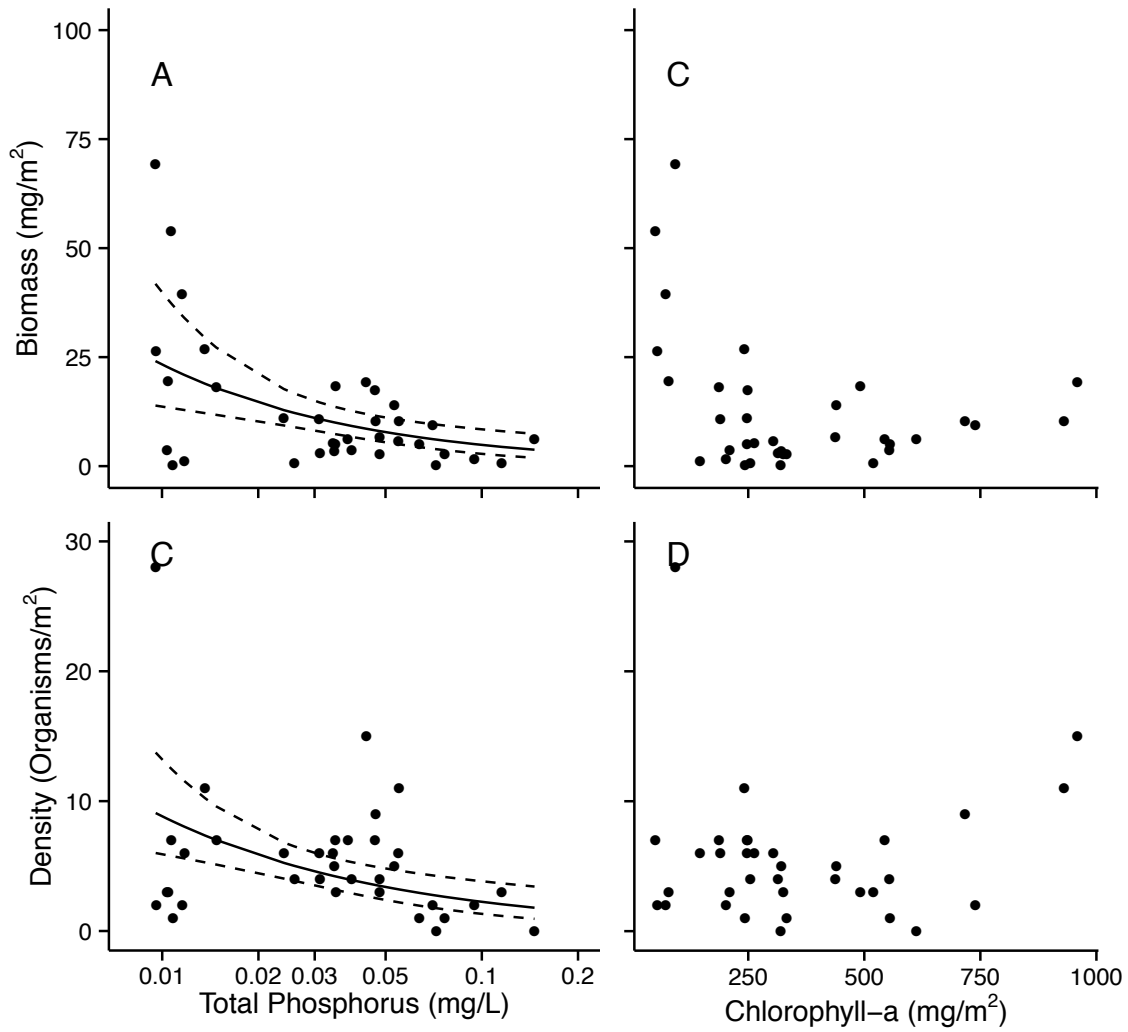 100
75
50
25
0
Biomass (mg/m²)
A
C
30
20
10
0
Density (Organisms/m²)
C
D
0.01 0.02 0.03 0.05 0.1 0.2
Total Phosphorus (mg/L)
250 500 750 1000
Chlorophyll−a (mg/m²)